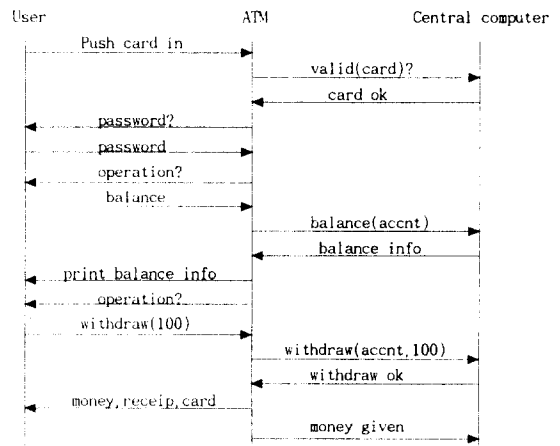 User ATM Central computer
Push card in
valid(card)?
card ok
password?
password
operation?
balance
balance(accnt)
balance info
print balance info
operation?
withdraw(100)
withdraw(accnt,100)
withdraw ok
money,receip,card
money given